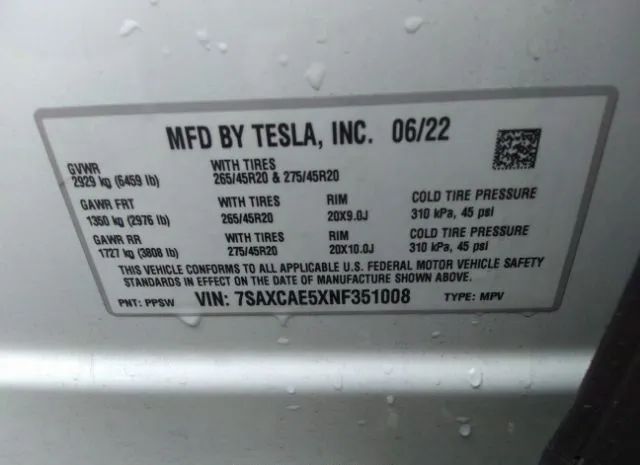 MFD BY TESLA, INC. 06/22
GVWR WITH TIRES
2929 kg (6459 lb) 265/45R20 & 275/45R20
GAWR FRT WITH TIRES RIM COLD TIRE PRESSURE
1350 kg (2976 lb) 265/45R20 20X9.0J 310 kPa, 45 psi
GAWR RR WITH TIRES RIM COLD TIRE PRESSURE
1727 kg (3808 lb) 275/45R20 20X10.0J 310 kPa, 45 psi
THIS VEHICLE CONFORMS TO ALL APPLICABLE U.S. FEDERAL MOTOR VEHICLE SAFETY
STANDARDS IN EFFECT ON THE DATE OF MANUFACTURE SHOWN ABOVE.
PNT: PPSW VIN: 7SAXCAE5XNF351008 TYPE: MPV